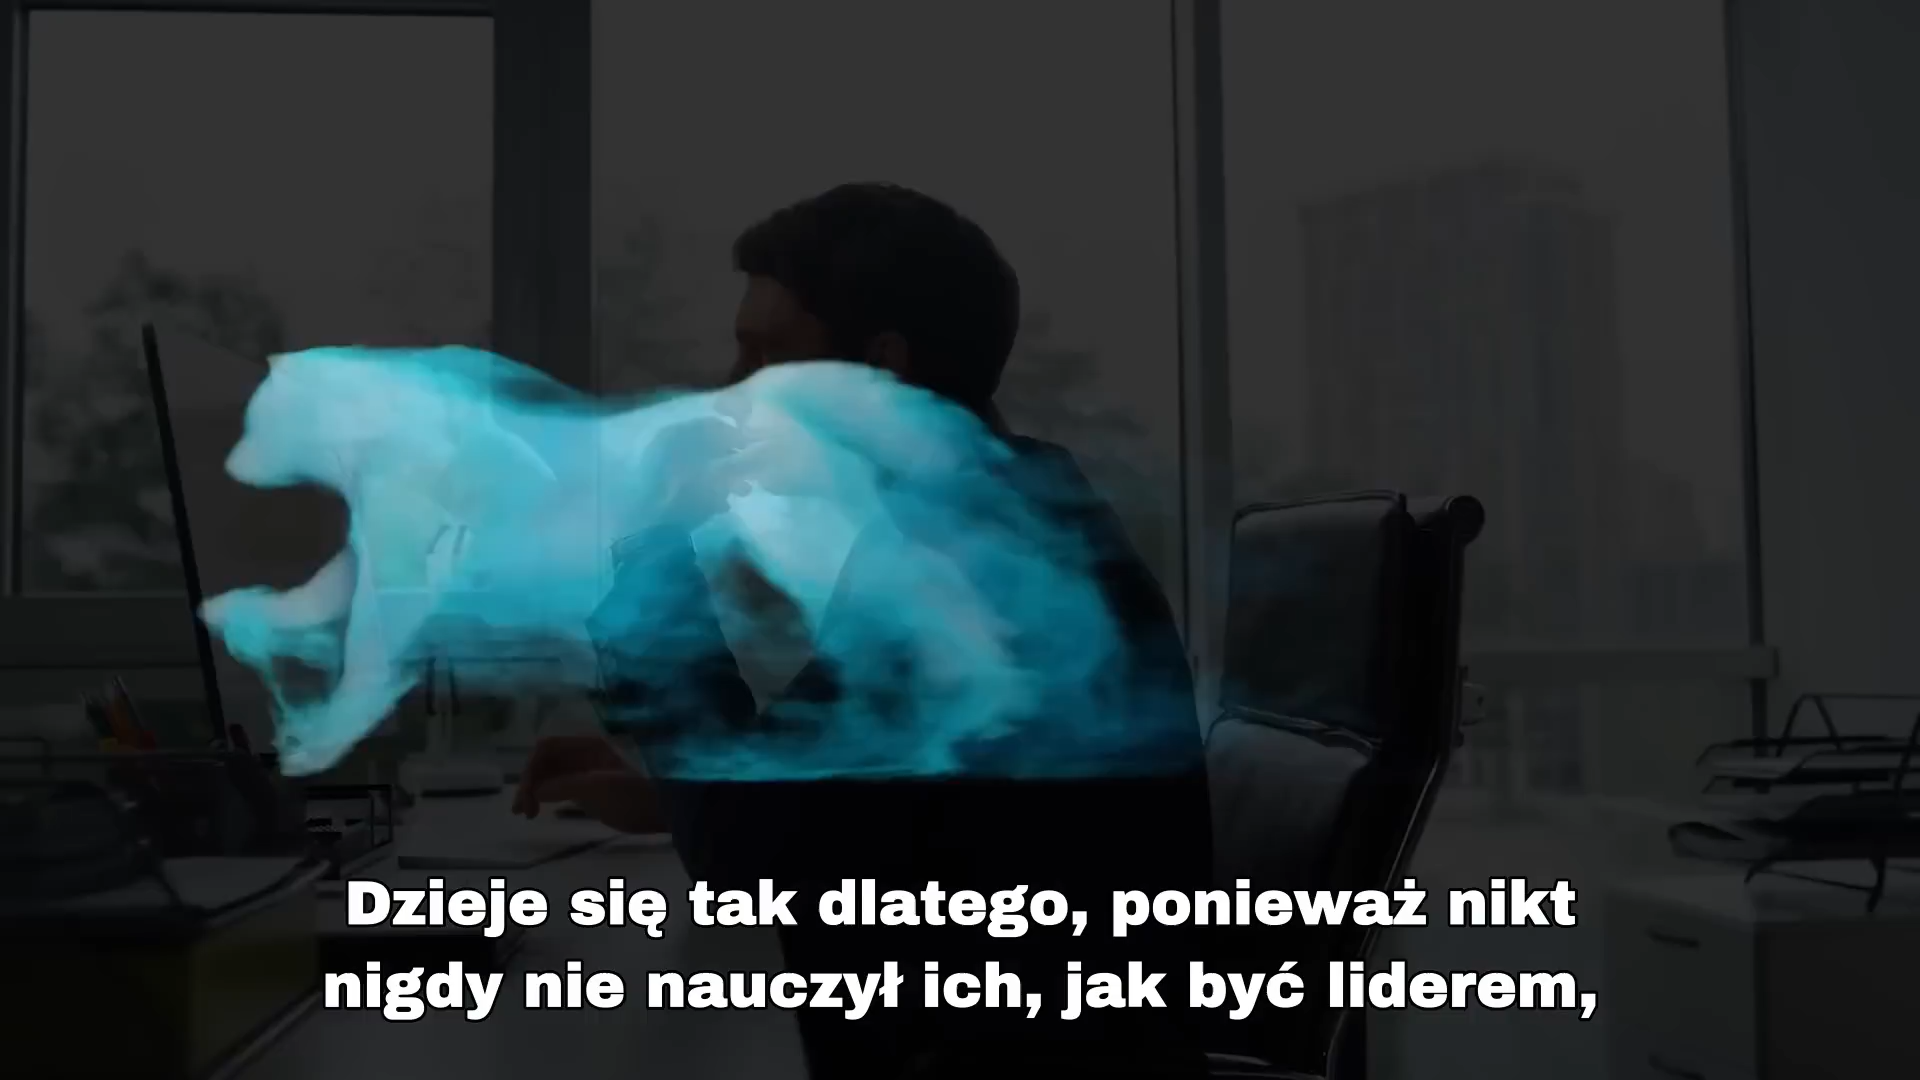 Dzieje się tak dlatego, ponieważ nikt
nigdy nie nauczył ich, jak być liderem,